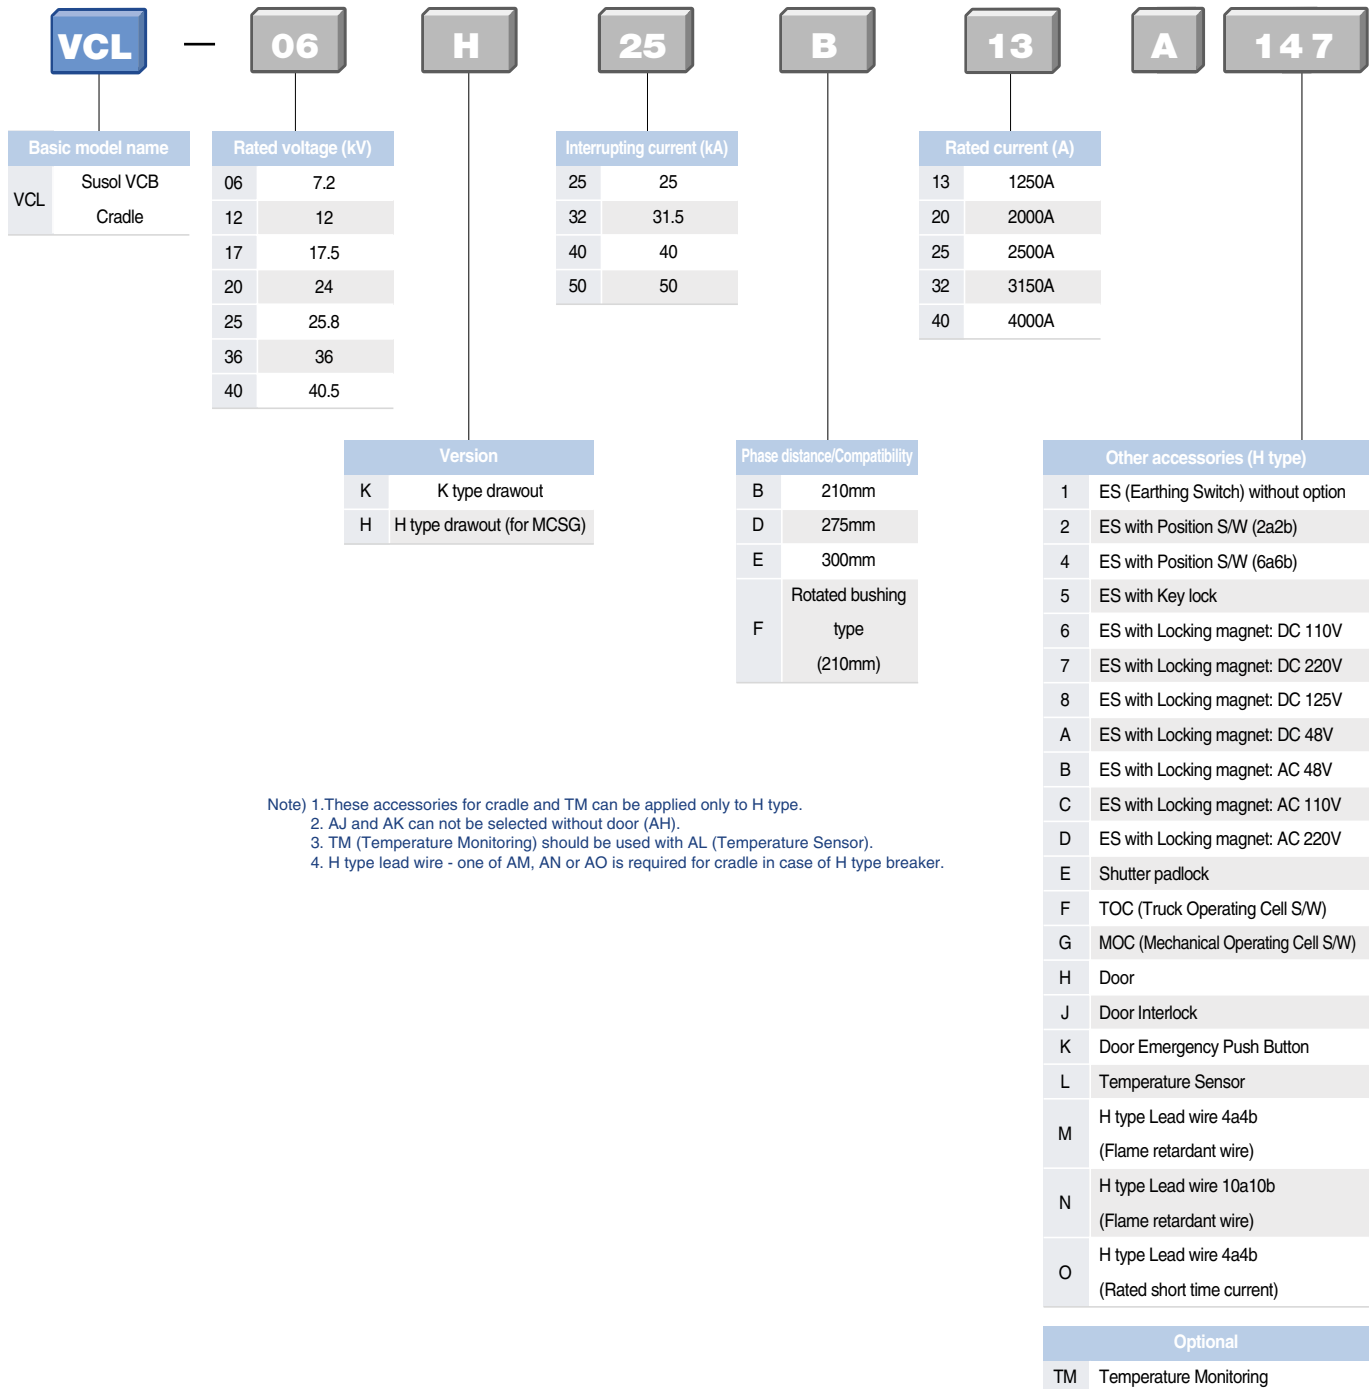 VCL — 06 H 25 B 13 A 147
Basic model name
VCL
Susol VCB
Cradle
Rated voltage (kV)
06 7.2
12 12
17 17.5
20 24
25 25.8
36 36
40 40.5
Interrupting current (kA)
25 25
32 31.5
40 40
50 50
Rated current (A)
13 1250A
20 2000A
25 2500A
32 3150A
40 4000A
Version
K K type drawout
H H type drawout (for MCSG)
Phase distance/Compatibility
B 210mm
D 275mm
E 300mm
Rotated bushing
F type
(210mm)
Other accessories (H type)
1 ES (Earthing Switch) without option
2 ES with Position S/W (2a2b)
4 ES with Position S/W (6a6b)
5 ES with Key lock
6 ES with Locking magnet: DC 110V
7 ES with Locking magnet: DC 220V
8 ES with Locking magnet: DC 125V
A ES with Locking magnet: DC 48V
B ES with Locking magnet: AC 48V
C ES with Locking magnet: AC 110V
D ES with Locking magnet: AC 220V
E Shutter padlock
F TOC (Truck Operating Cell S/W)
G MOC (Mechanical Operating Cell S/W)
H Door
J Door Interlock
K Door Emergency Push Button
L Temperature Sensor
M
H type Lead wire 4a4b
(Flame retardant wire)
N
H type Lead wire 10a10b
(Flame retardant wire)
O
H type Lead wire 4a4b
(Rated short time current)
Optional
TM Temperature Monitoring
Note) 1.These accessories for cradle and TM can be applied only to H type.
2. AJ and AK can not be selected without door (AH).
3. TM (Temperature Monitoring) should be used with AL (Temperature Sensor).
4. H type lead wire - one of AM, AN or AO is required for cradle in case of H type breaker.